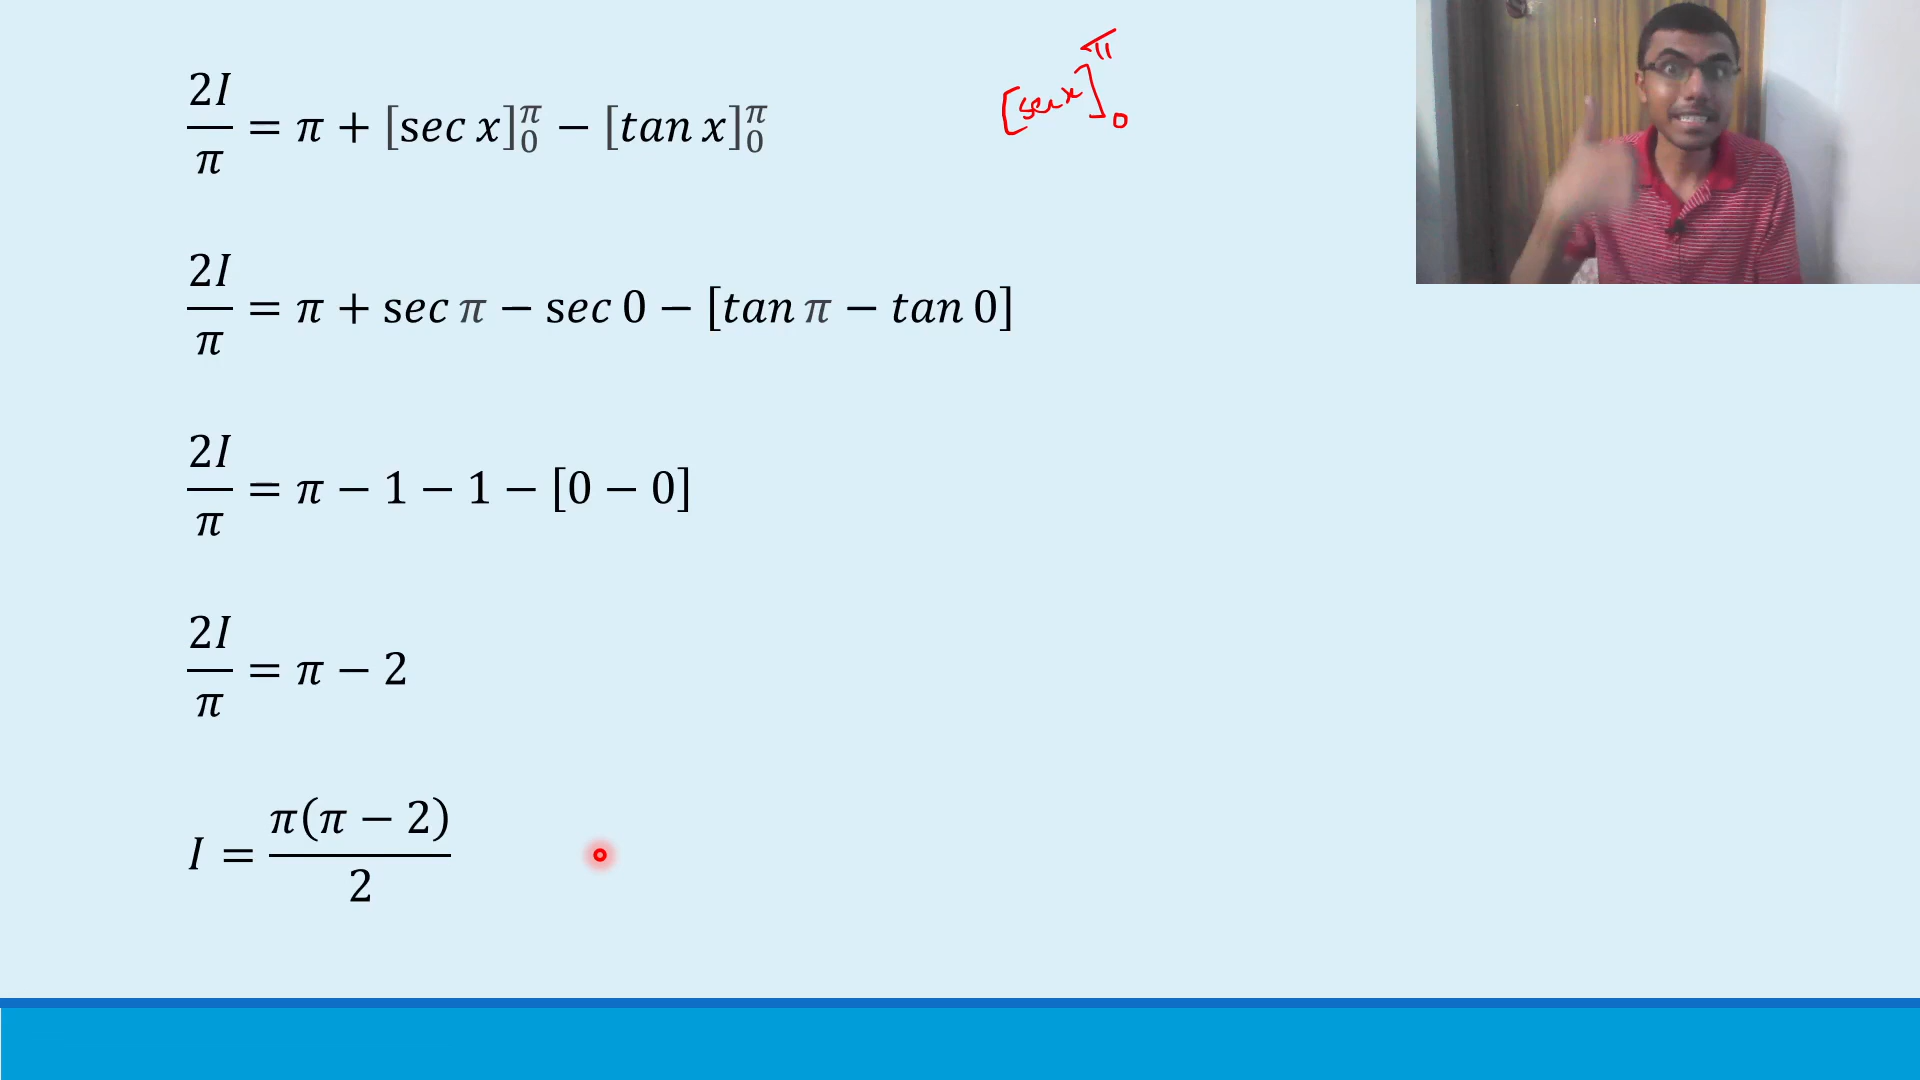 2I/π = π + [sec x]₀^π − [tan x]₀^π
[sec x]₀^π
2I/π = π + sec π − sec 0 − [tan π − tan 0]
2I/π = π − 1 − 1 − [0 − 0]
2I/π = π − 2
I = π(π − 2)/2